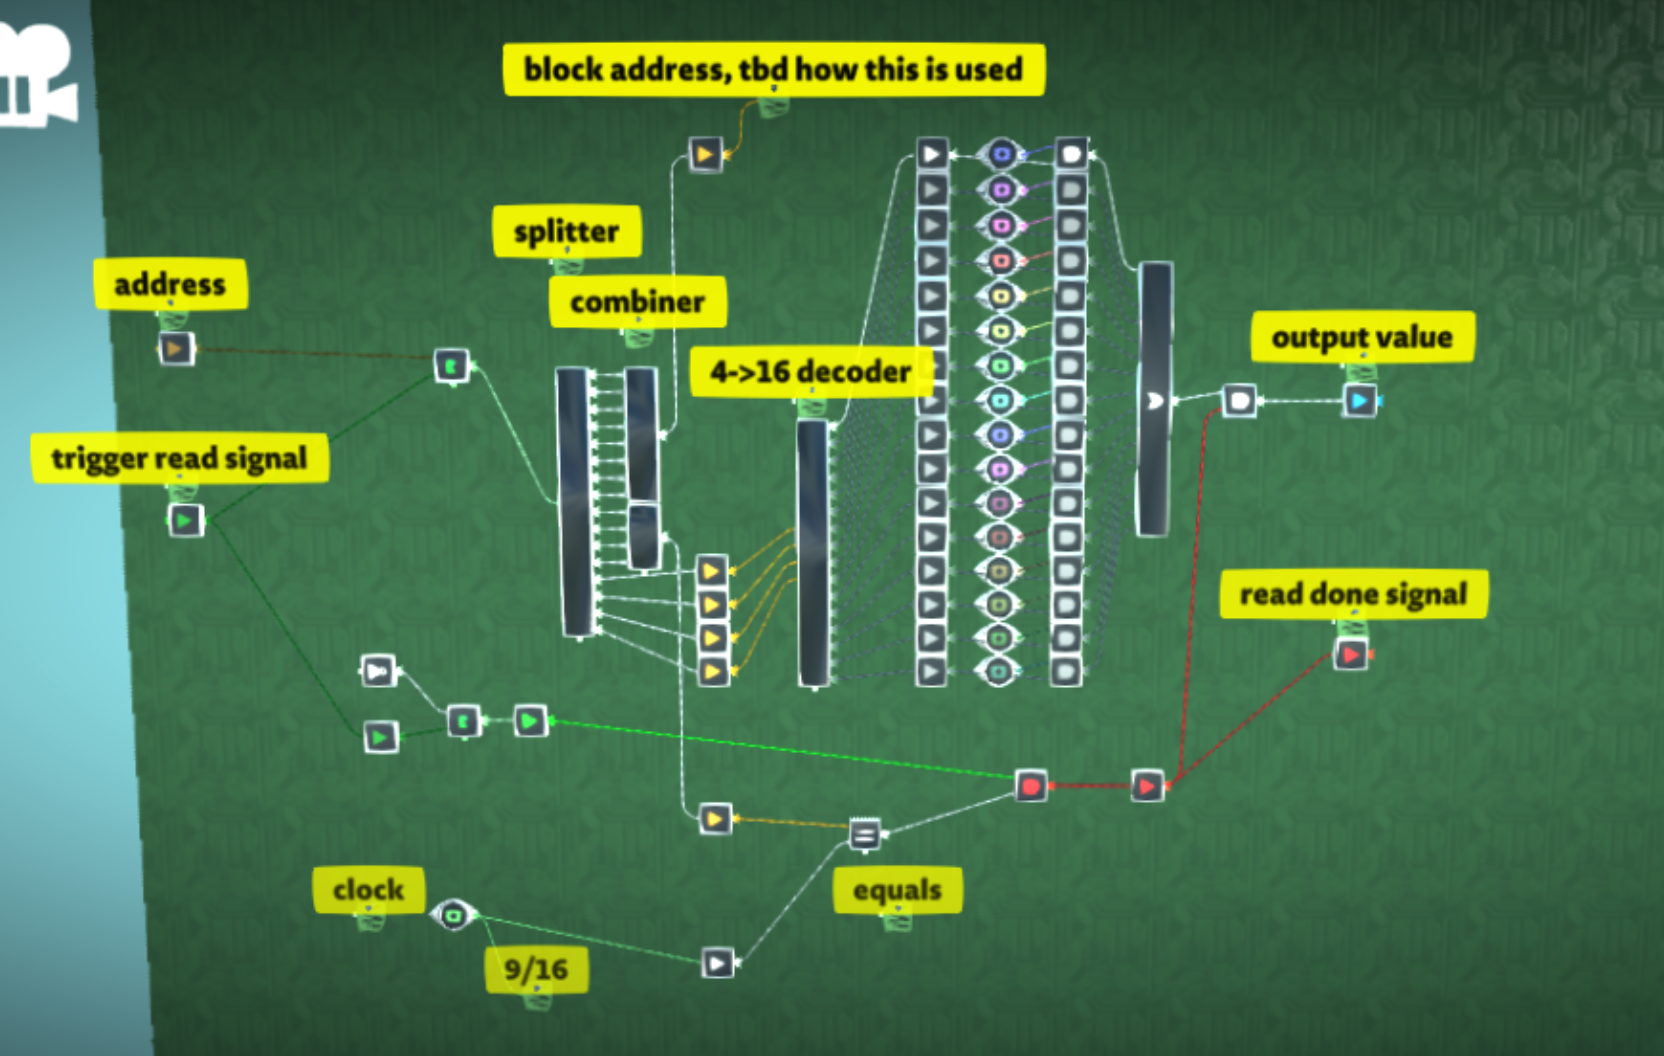 block address, tbd how this is used
splitter
address
combiner
output value
4->16 decoder
trigger read signal
read done signal
clock
equals
9/16